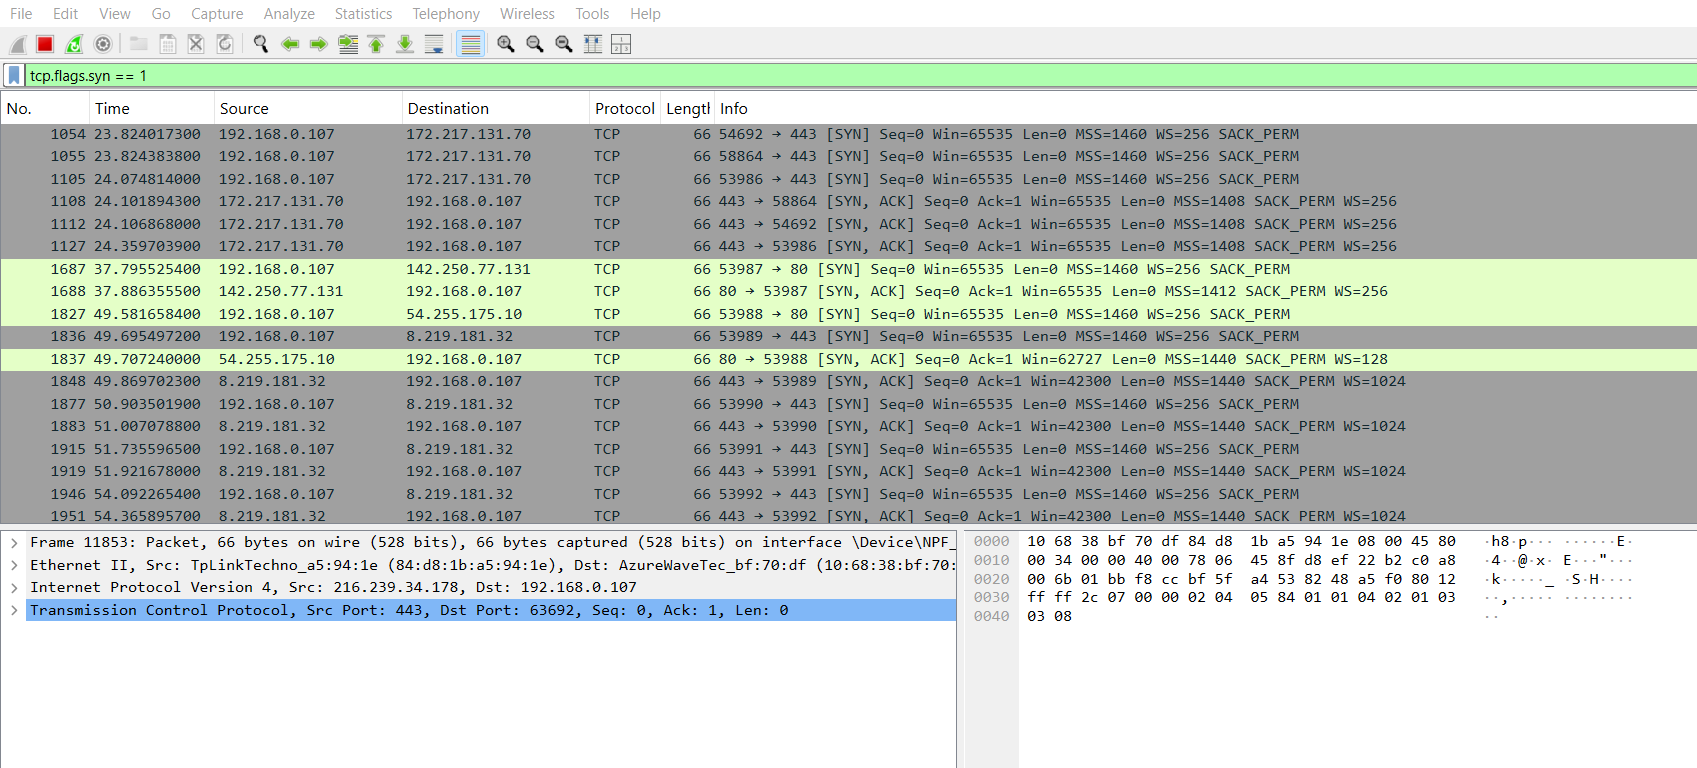 File Edit View Go Capture Analyze Statistics Telephony Wireless Tools Help
tcp.flags.syn == 1
No. Time Source Destination Protocol Length Info
1054 23.824017300 192.168.0.107 172.217.131.70 TCP 66 54692 → 443 [SYN] Seq=0 Win=65535 Len=0 MSS=1460 WS=256 SACK_PERM
1055 23.824383800 192.168.0.107 172.217.131.70 TCP 66 58864 → 443 [SYN] Seq=0 Win=65535 Len=0 MSS=1460 WS=256 SACK_PERM
1105 24.074814000 192.168.0.107 172.217.131.70 TCP 66 53986 → 443 [SYN] Seq=0 Win=65535 Len=0 MSS=1460 WS=256 SACK_PERM
1108 24.101894300 172.217.131.70 192.168.0.107 TCP 66 443 → 58864 [SYN, ACK] Seq=0 Ack=1 Win=65535 Len=0 MSS=1408 SACK_PERM WS=256
1112 24.106868000 172.217.131.70 192.168.0.107 TCP 66 443 → 54692 [SYN, ACK] Seq=0 Ack=1 Win=65535 Len=0 MSS=1408 SACK_PERM WS=256
1127 24.359703900 172.217.131.70 192.168.0.107 TCP 66 443 → 53986 [SYN, ACK] Seq=0 Ack=1 Win=65535 Len=0 MSS=1408 SACK_PERM WS=256
1687 37.795525400 192.168.0.107 142.250.77.131 TCP 66 53987 → 80 [SYN] Seq=0 Win=65535 Len=0 MSS=1460 WS=256 SACK_PERM
1688 37.886355500 142.250.77.131 192.168.0.107 TCP 66 80 → 53987 [SYN, ACK] Seq=0 Ack=1 Win=65535 Len=0 MSS=1412 SACK_PERM WS=256
1827 49.581658400 192.168.0.107 54.255.175.10 TCP 66 53988 → 80 [SYN] Seq=0 Win=65535 Len=0 MSS=1460 WS=256 SACK_PERM
1836 49.695497200 192.168.0.107 8.219.181.32 TCP 66 53989 → 443 [SYN] Seq=0 Win=65535 Len=0 MSS=1460 WS=256 SACK_PERM
1837 49.707240000 54.255.175.10 192.168.0.107 TCP 66 80 → 53988 [SYN, ACK] Seq=0 Ack=1 Win=62727 Len=0 MSS=1440 SACK_PERM WS=128
1848 49.869702300 8.219.181.32 192.168.0.107 TCP 66 443 → 53989 [SYN, ACK] Seq=0 Ack=1 Win=42300 Len=0 MSS=1440 SACK_PERM WS=1024
1877 50.903501900 192.168.0.107 8.219.181.32 TCP 66 53990 → 443 [SYN] Seq=0 Win=65535 Len=0 MSS=1460 WS=256 SACK_PERM
1883 51.007078800 8.219.181.32 192.168.0.107 TCP 66 443 → 53990 [SYN, ACK] Seq=0 Ack=1 Win=42300 Len=0 MSS=1440 SACK_PERM WS=1024
1915 51.735596500 192.168.0.107 8.219.181.32 TCP 66 53991 → 443 [SYN] Seq=0 Win=65535 Len=0 MSS=1460 WS=256 SACK_PERM
1919 51.921678000 8.219.181.32 192.168.0.107 TCP 66 443 → 53991 [SYN, ACK] Seq=0 Ack=1 Win=42300 Len=0 MSS=1440 SACK_PERM WS=1024
1946 54.092265400 192.168.0.107 8.219.181.32 TCP 66 53992 → 443 [SYN] Seq=0 Win=65535 Len=0 MSS=1460 WS=256 SACK_PERM
1951 54.365895700 8.219.181.32 192.168.0.107 TCP 66 443 → 53992 [SYN, ACK] Seq=0 Ack=1 Win=42300 Len=0 MSS=1440 SACK_PERM WS=1024
Frame 11853: Packet, 66 bytes on wire (528 bits), 66 bytes captured (528 bits) on interface \Device\NPF_
Ethernet II, Src: TpLinkTechno_a5:94:1e (84:d8:1b:a5:94:1e), Dst: AzureWaveTec_bf:70:df (10:68:38:bf:70:
Internet Protocol Version 4, Src: 216.239.34.178, Dst: 192.168.0.107
Transmission Control Protocol, Src Port: 443, Dst Port: 63692, Seq: 0, Ack: 1, Len: 0
0000 10 68 38 bf 70 df 84 d8 1b a5 94 1e 08 00 45 80 ·h8·p··· ······E·
0010 00 34 00 00 40 00 78 06 45 8f d8 ef 22 b2 c0 a8 ·4··@·x· E···"···
0020 00 6b 01 bb f8 cc bf 5f a4 53 82 48 a5 f0 80 12 ·k·····_ ·S·H····
0030 ff ff 2c 07 00 00 02 04 05 84 01 01 04 02 01 03 ··,····· ········
0040 03 08 ··